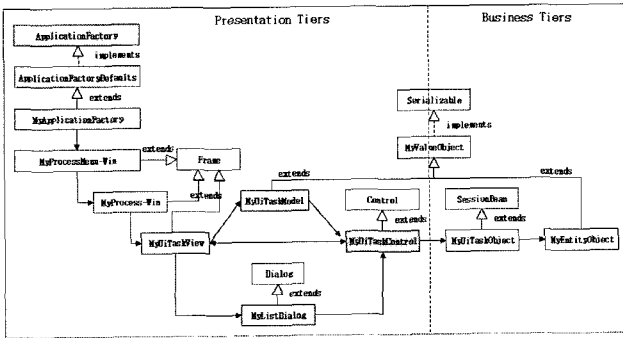 Presentation Tiers
Business Tiers
ApplicationFactory
implements
ApplicationFactoryDefaults
extends
MyApplicationFactory
Serializable
implements
MyValueObject
MyProcessMenu-Win
extends
Frame
extends
extends
MyProcess-Win
extends
MyUiTaskModel
Control
extends
SessionBean
extends
MyUiTaskView
MyUiTaskControl
MyUiTaskObject
MyEntityObject
Dialog
extends
MyListDialog